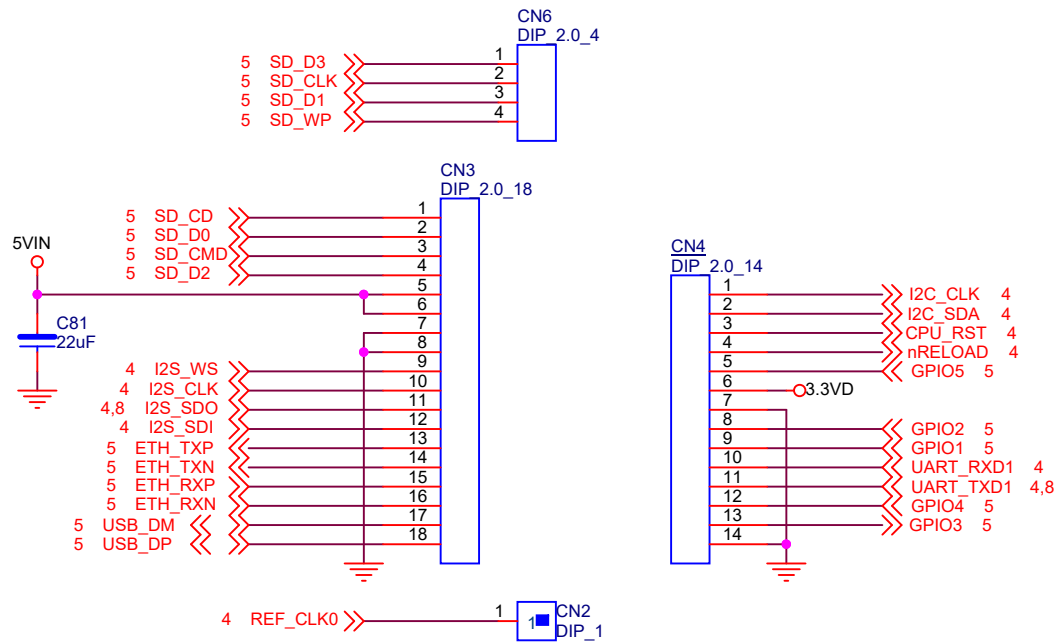 CN6
DIP_2.0_4
5 SD_D3 1
5 SD_CLK 2
5 SD_D1 3
5 SD_WP 4
CN3
DIP_2.0_18
5 SD_CD 1
5 SD_D0 2
5 SD_CMD 3
5 SD_D2 4
5VIN
5
6
C81
22uF
7
8
4 I2S_WS 9
4 I2S_CLK 10
4,8 I2S_SDO 11
4 I2S_SDI 12
5 ETH_TXP 13
5 ETH_TXN 14
5 ETH_RXP 15
5 ETH_RXN 16
5 USB_DM 17
5 USB_DP 18
CN4
DIP_2.0_14
1 I2C_CLK 4
2 I2C_SDA 4
3 CPU_RST 4
4 nRELOAD 4
5 GPIO5 5
6 3.3VD
7
8 GPIO2 5
9 GPIO1 5
10 UART_RXD1 4
11 UART_TXD1 4,8
12 GPIO4 5
13 GPIO3 5
14
4 REF_CLK0 1 1 CN2
DIP_1